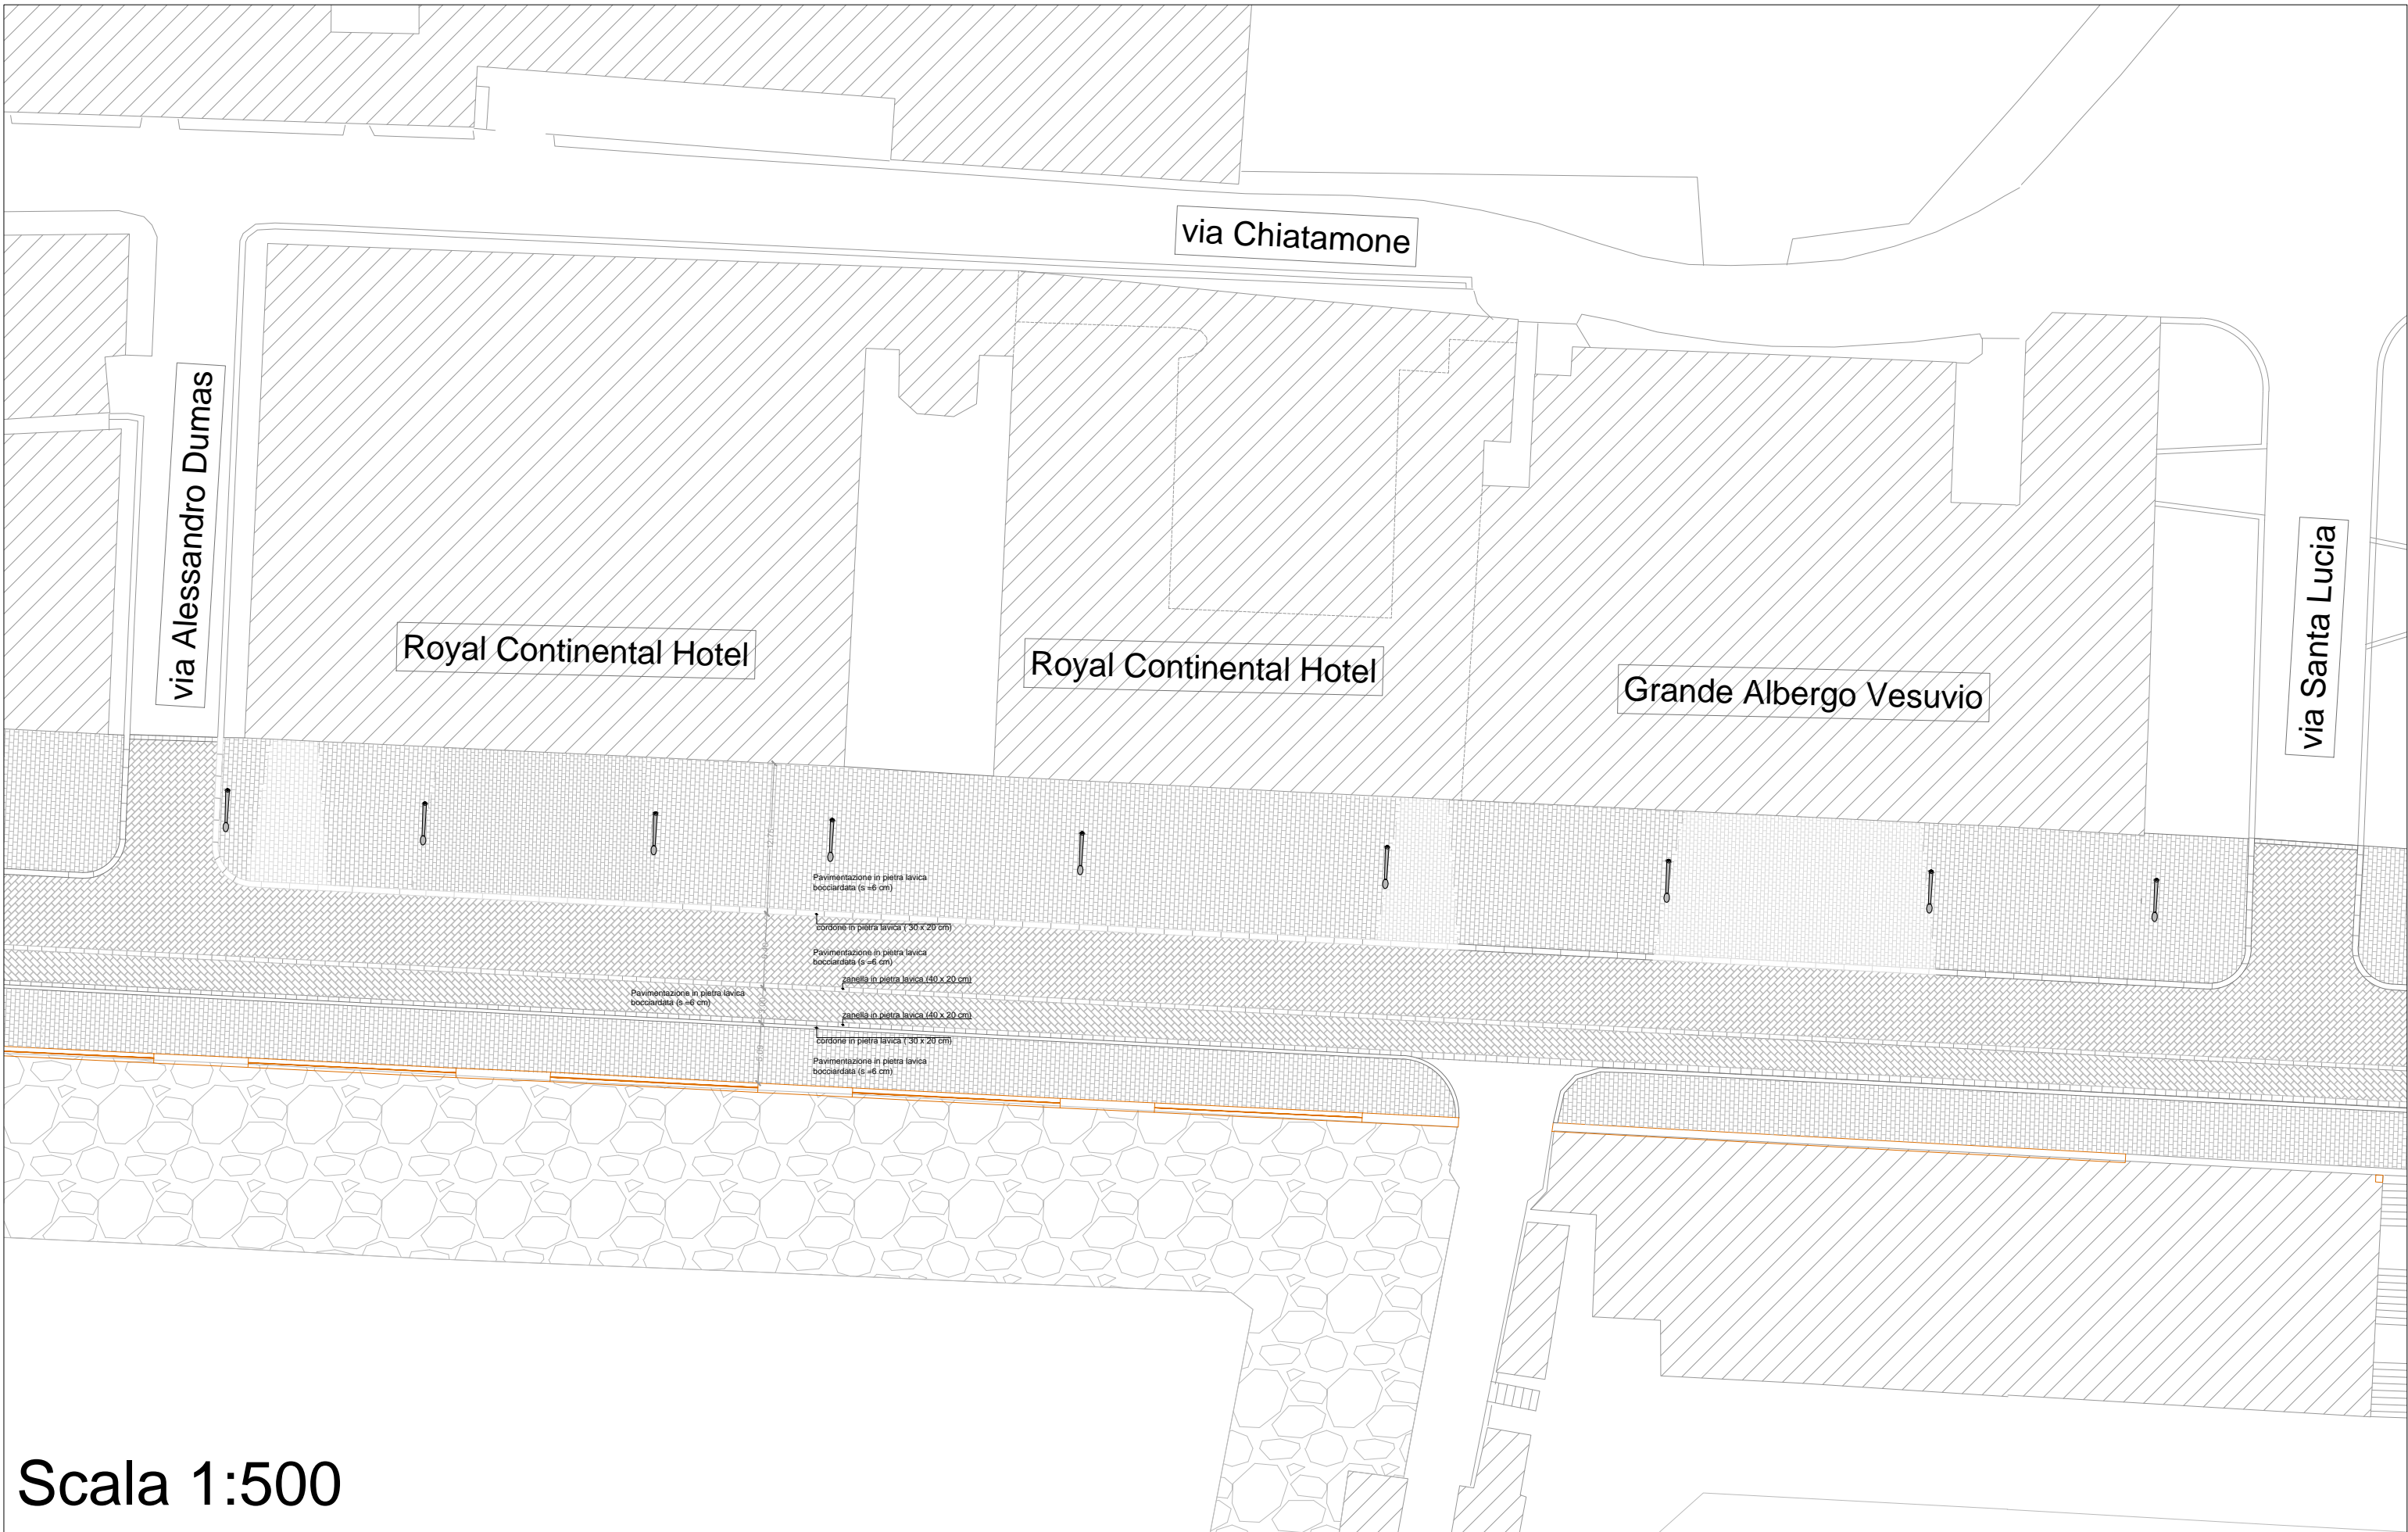 via Chiatamone
via Alessandro Dumas
Royal Continental Hotel
Royal Continental Hotel
Grande Albergo Vesuvio
via Santa Lucia
12.75
Pavimentazione in pietra lavica
bocciardata (s =6 cm)
cordone in pietra lavica ( 30 x 20 cm)
Pavimentazione in pietra lavica
bocciardata (s =6 cm)
zanella in pietra lavica (40 x 20 cm)
Pavimentazione in pietra lavica
bocciardata (s =6 cm)
zanella in pietra lavica (40 x 20 cm)
cordone in pietra lavica ( 30 x 20 cm)
Pavimentazione in pietra lavica
bocciardata (s =6 cm)
Scala 1:500